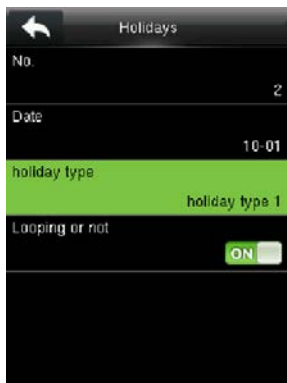 Holidays
No.
2
Date
10-01
holiday type
holiday type 1
Looping or not
ON